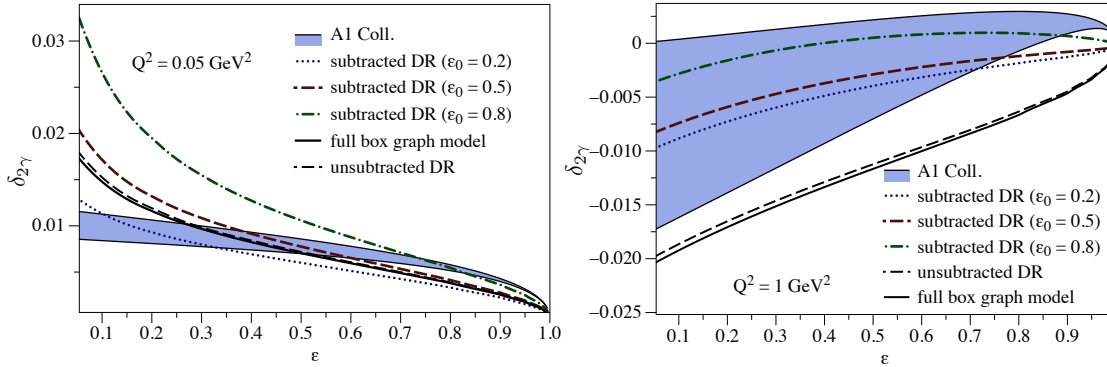 0.03
0.02
0.01
δ2γ
Q² = 0.05 GeV²
A1 Coll.
subtracted DR (ε₀ = 0.2)
subtracted DR (ε₀ = 0.5)
subtracted DR (ε₀ = 0.8)
full box graph model
unsubtracted DR
0.1 0.2 0.3 0.4 0.5 0.6 0.7 0.8 0.9 1.0
ε
0
−0.005
−0.010
−0.015
−0.020
−0.025
δ2γ
A1 Coll.
subtracted DR (ε₀ = 0.2)
subtracted DR (ε₀ = 0.5)
subtracted DR (ε₀ = 0.8)
unsubtracted DR
full box graph model
Q² = 1 GeV²
0.1 0.2 0.3 0.4 0.5 0.6 0.7 0.8 0.9
ε